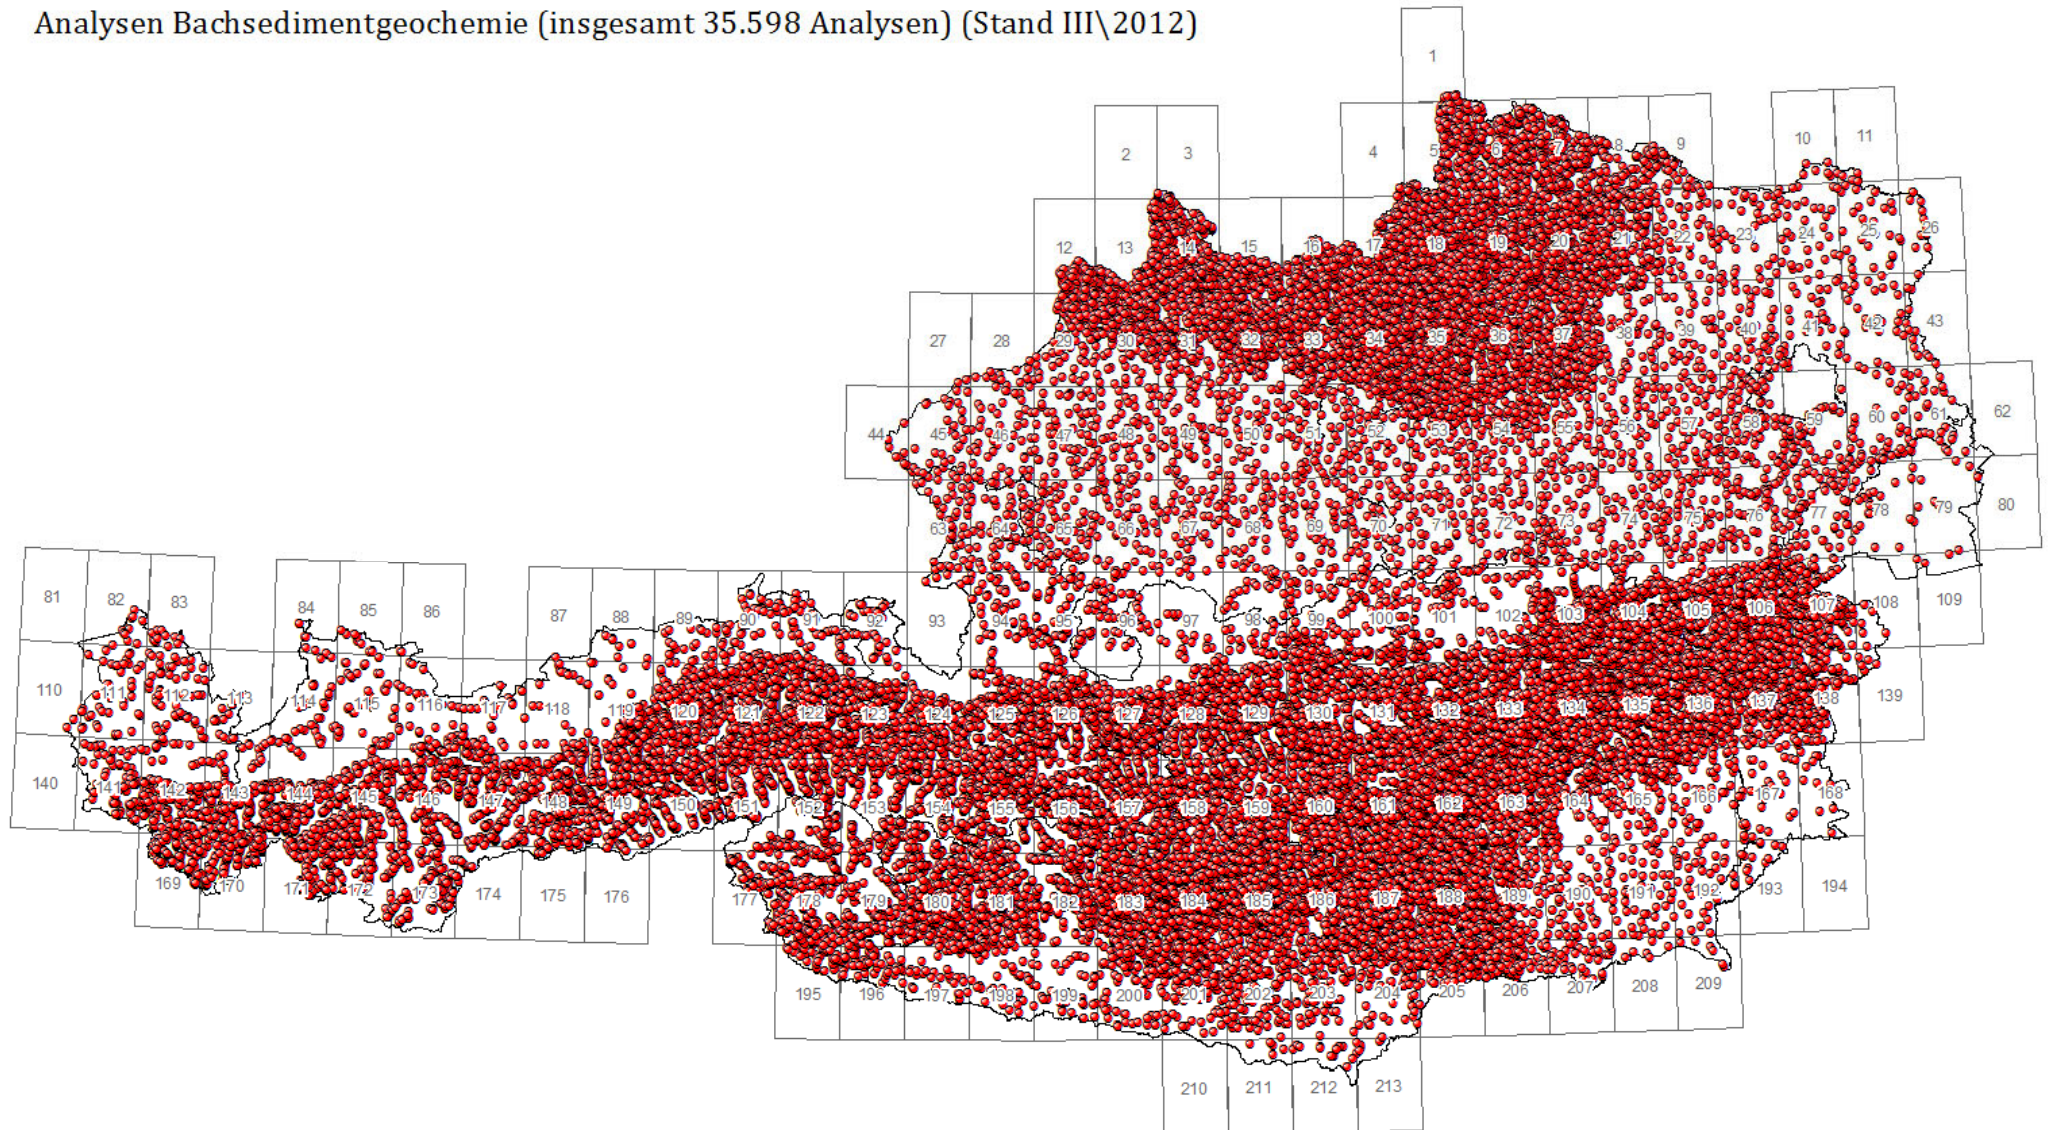 Analysen Bachsedimentgeochemie (insgesamt 35.598 Analysen) (Stand III\2012)
1
2 3 4 5 6 7 8 9 10 11
12 13 14 15 16 17 18 19 20 21 22 23 24 25 26
27 28 29 30 31 32 33 34 35 36 37 38 39 40 41 42 43
44 45 46 47 48 49 50 51 52 53 54 55 56 57 58 59 60 61 62
63 64 65 66 67 68 69 70 71 72 73 74 75 76 77 78 79 80
81 82 83 84 85 86 87 88 89 90 91 92 93 94 95 96 97 98 99 100 101 102 103 104 105 106 107 108 109
110 111 112 113 114 115 116 117 118 119 120 121 122 123 124 125 126 127 128 129 130 131 132 133 134 135 136 137 138 139
140 141 142 143 144 145 146 147 148 149 150 151 152 153 154 155 156 157 158 159 160 161 162 163 164 165 166 167 168
169 170 171 172 173 174 175 176 177 178 179 180 181 182 183 184 185 186 187 188 189 190 191 192 193 194
195 196 197 198 199 200 201 202 203 204 205 206 207 208 209
210 211 212 213